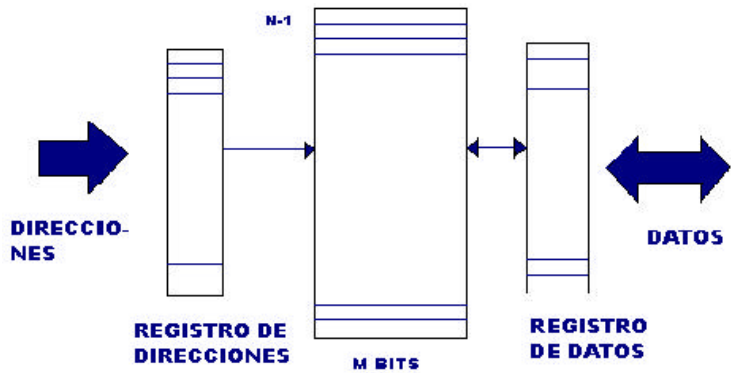 N-1
DIRECCIO-
NES
DATOS
REGISTRO DE
DIRECCIONES
REGISTRO
DE DATOS
M BITS